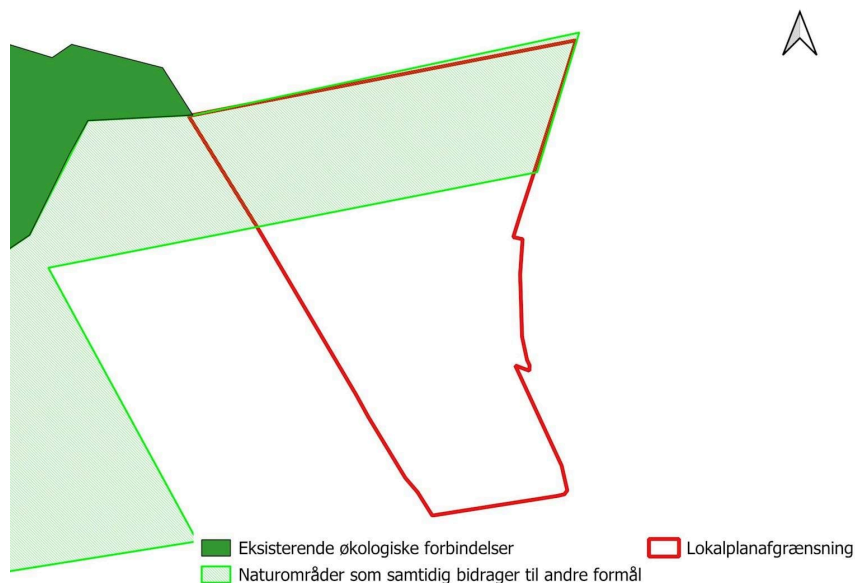 Eksisterende økologiske forbindelser
Lokalplanafgrænsning
Naturområder som samtidig bidrager til andre formål